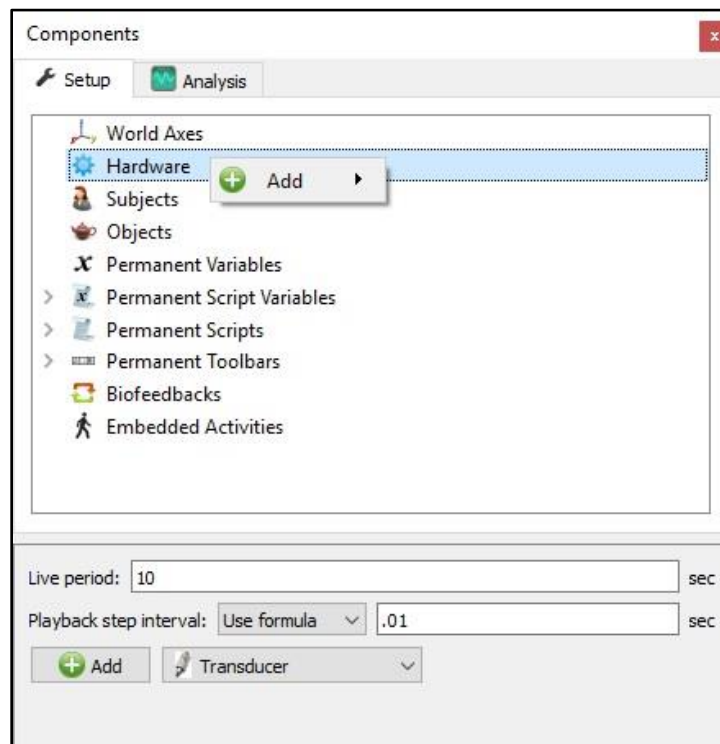 Components
x
Setup
Analysis
World Axes
Hardware
Add
Subjects
Objects
x Permanent Variables
x Permanent Script Variables
Permanent Scripts
Permanent Toolbars
Biofeedbacks
Embedded Activities
Live period: 10 sec
Playback step interval: Use formula .01 sec
Add Transducer